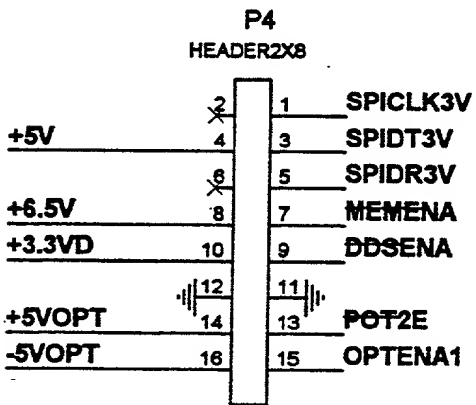 P4
HEADER2X8
2 1 SPICLK3V
+5V 4 3 SPIDT3V
6 5 SPIDR3V
+6.5V 8 7 MEMENA
+3.3VD 10 9 DDSENA
12 11
+5VOPT 14 13 POT2E
-5VOPT 16 15 OPTENA1